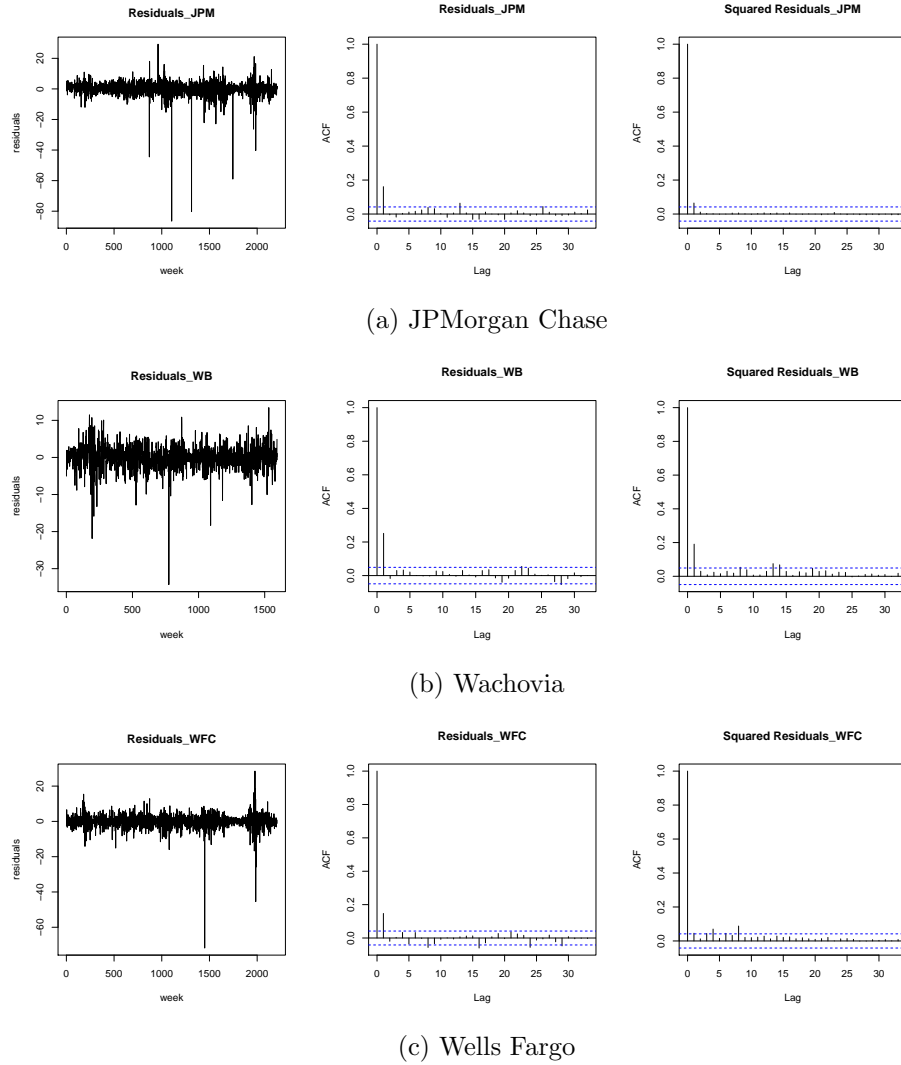 Residuals_JPM
residuals
20
0
−20
−40
−60
−80
0 500 1000 1500 2000
week
Residuals_JPM
ACF
1.0
0.8
0.6
0.4
0.2
0.0
0 5 10 15 20 25 30
Lag
Squared Residuals_JPM
ACF
1.0
0.8
0.6
0.4
0.2
0.0
0 5 10 15 20 25 30
Lag
(a) JPMorgan Chase
Residuals_WB
residuals
10
0
−10
−20
−30
0 500 1000 1500
week
Residuals_WB
ACF
1.0
0.8
0.6
0.4
0.2
0.0
0 5 10 15 20 25 30
Lag
Squared Residuals_WB
ACF
1.0
0.8
0.6
0.4
0.2
0.0
0 5 10 15 20 25 30
Lag
(b) Wachovia
Residuals_WFC
residuals
20
0
−20
−40
−60
0 500 1000 1500 2000
week
Residuals_WFC
ACF
1.0
0.8
0.6
0.4
0.2
0.0
0 5 10 15 20 25 30
Lag
Squared Residuals_WFC
ACF
1.0
0.8
0.6
0.4
0.2
0.0
0 5 10 15 20 25 30
Lag
(c) Wells Fargo